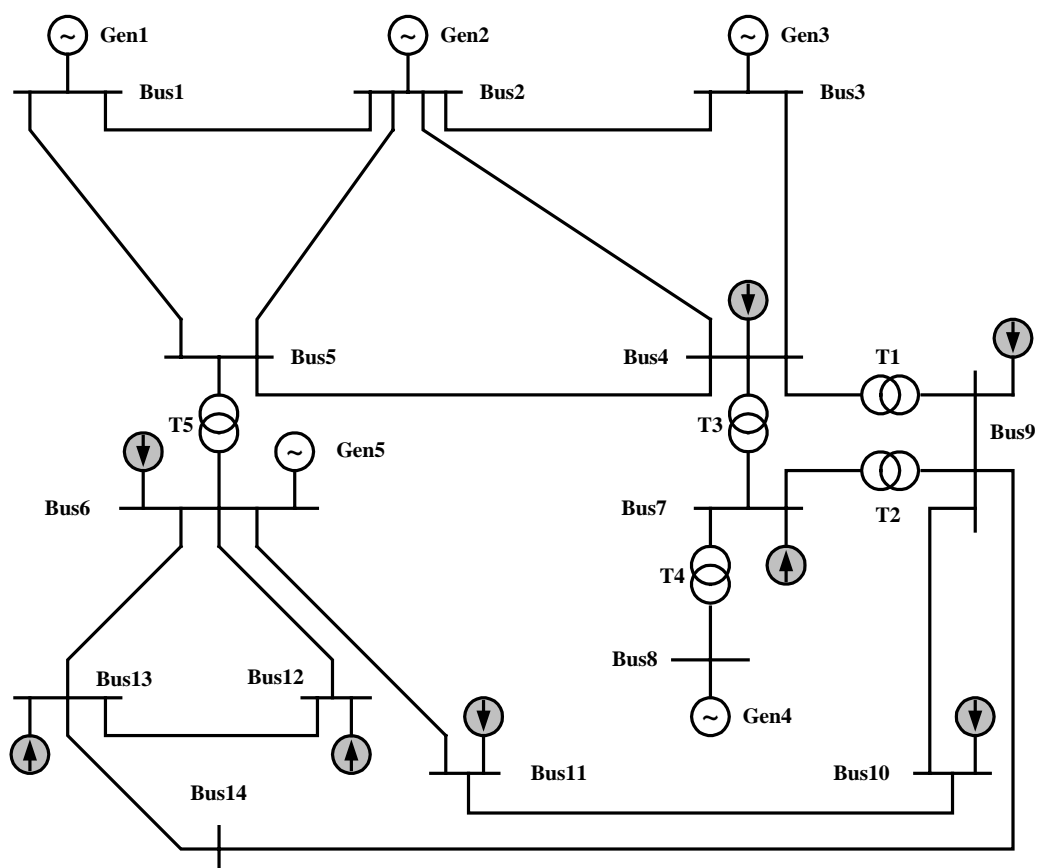 ~ Gen1
~ Gen2
~ Gen3
Bus1
Bus2
Bus3
Bus5
Bus4
T1
T5
T3
Bus9
~ Gen5
Bus6
Bus7
T2
T4
Bus8
Bus13
Bus12
~ Gen4
Bus11
Bus10
Bus14